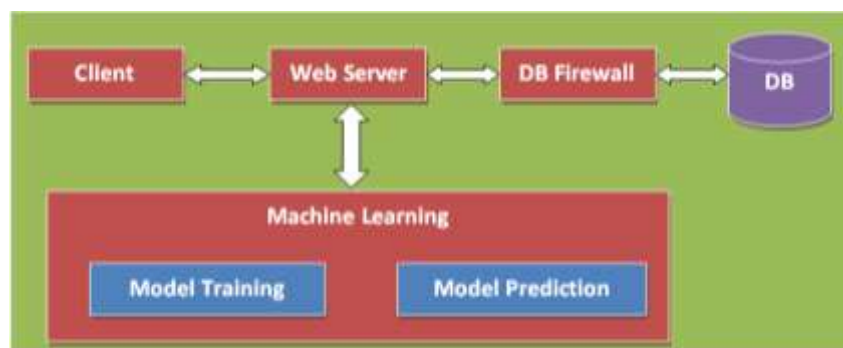 Client
Web Server
DB Firewall
DB
Machine Learning
Model Training
Model Prediction